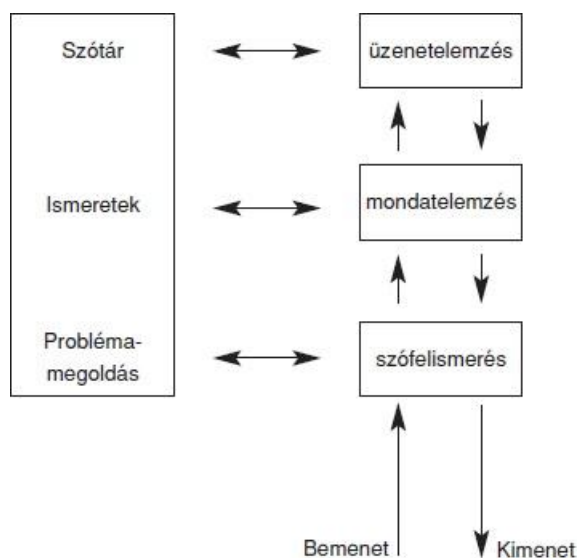 Szótár
üzenetelemzés
Ismeretek
mondatelemzés
Probléma-
megoldás
szófelismerés
Bemenet
Kimenet